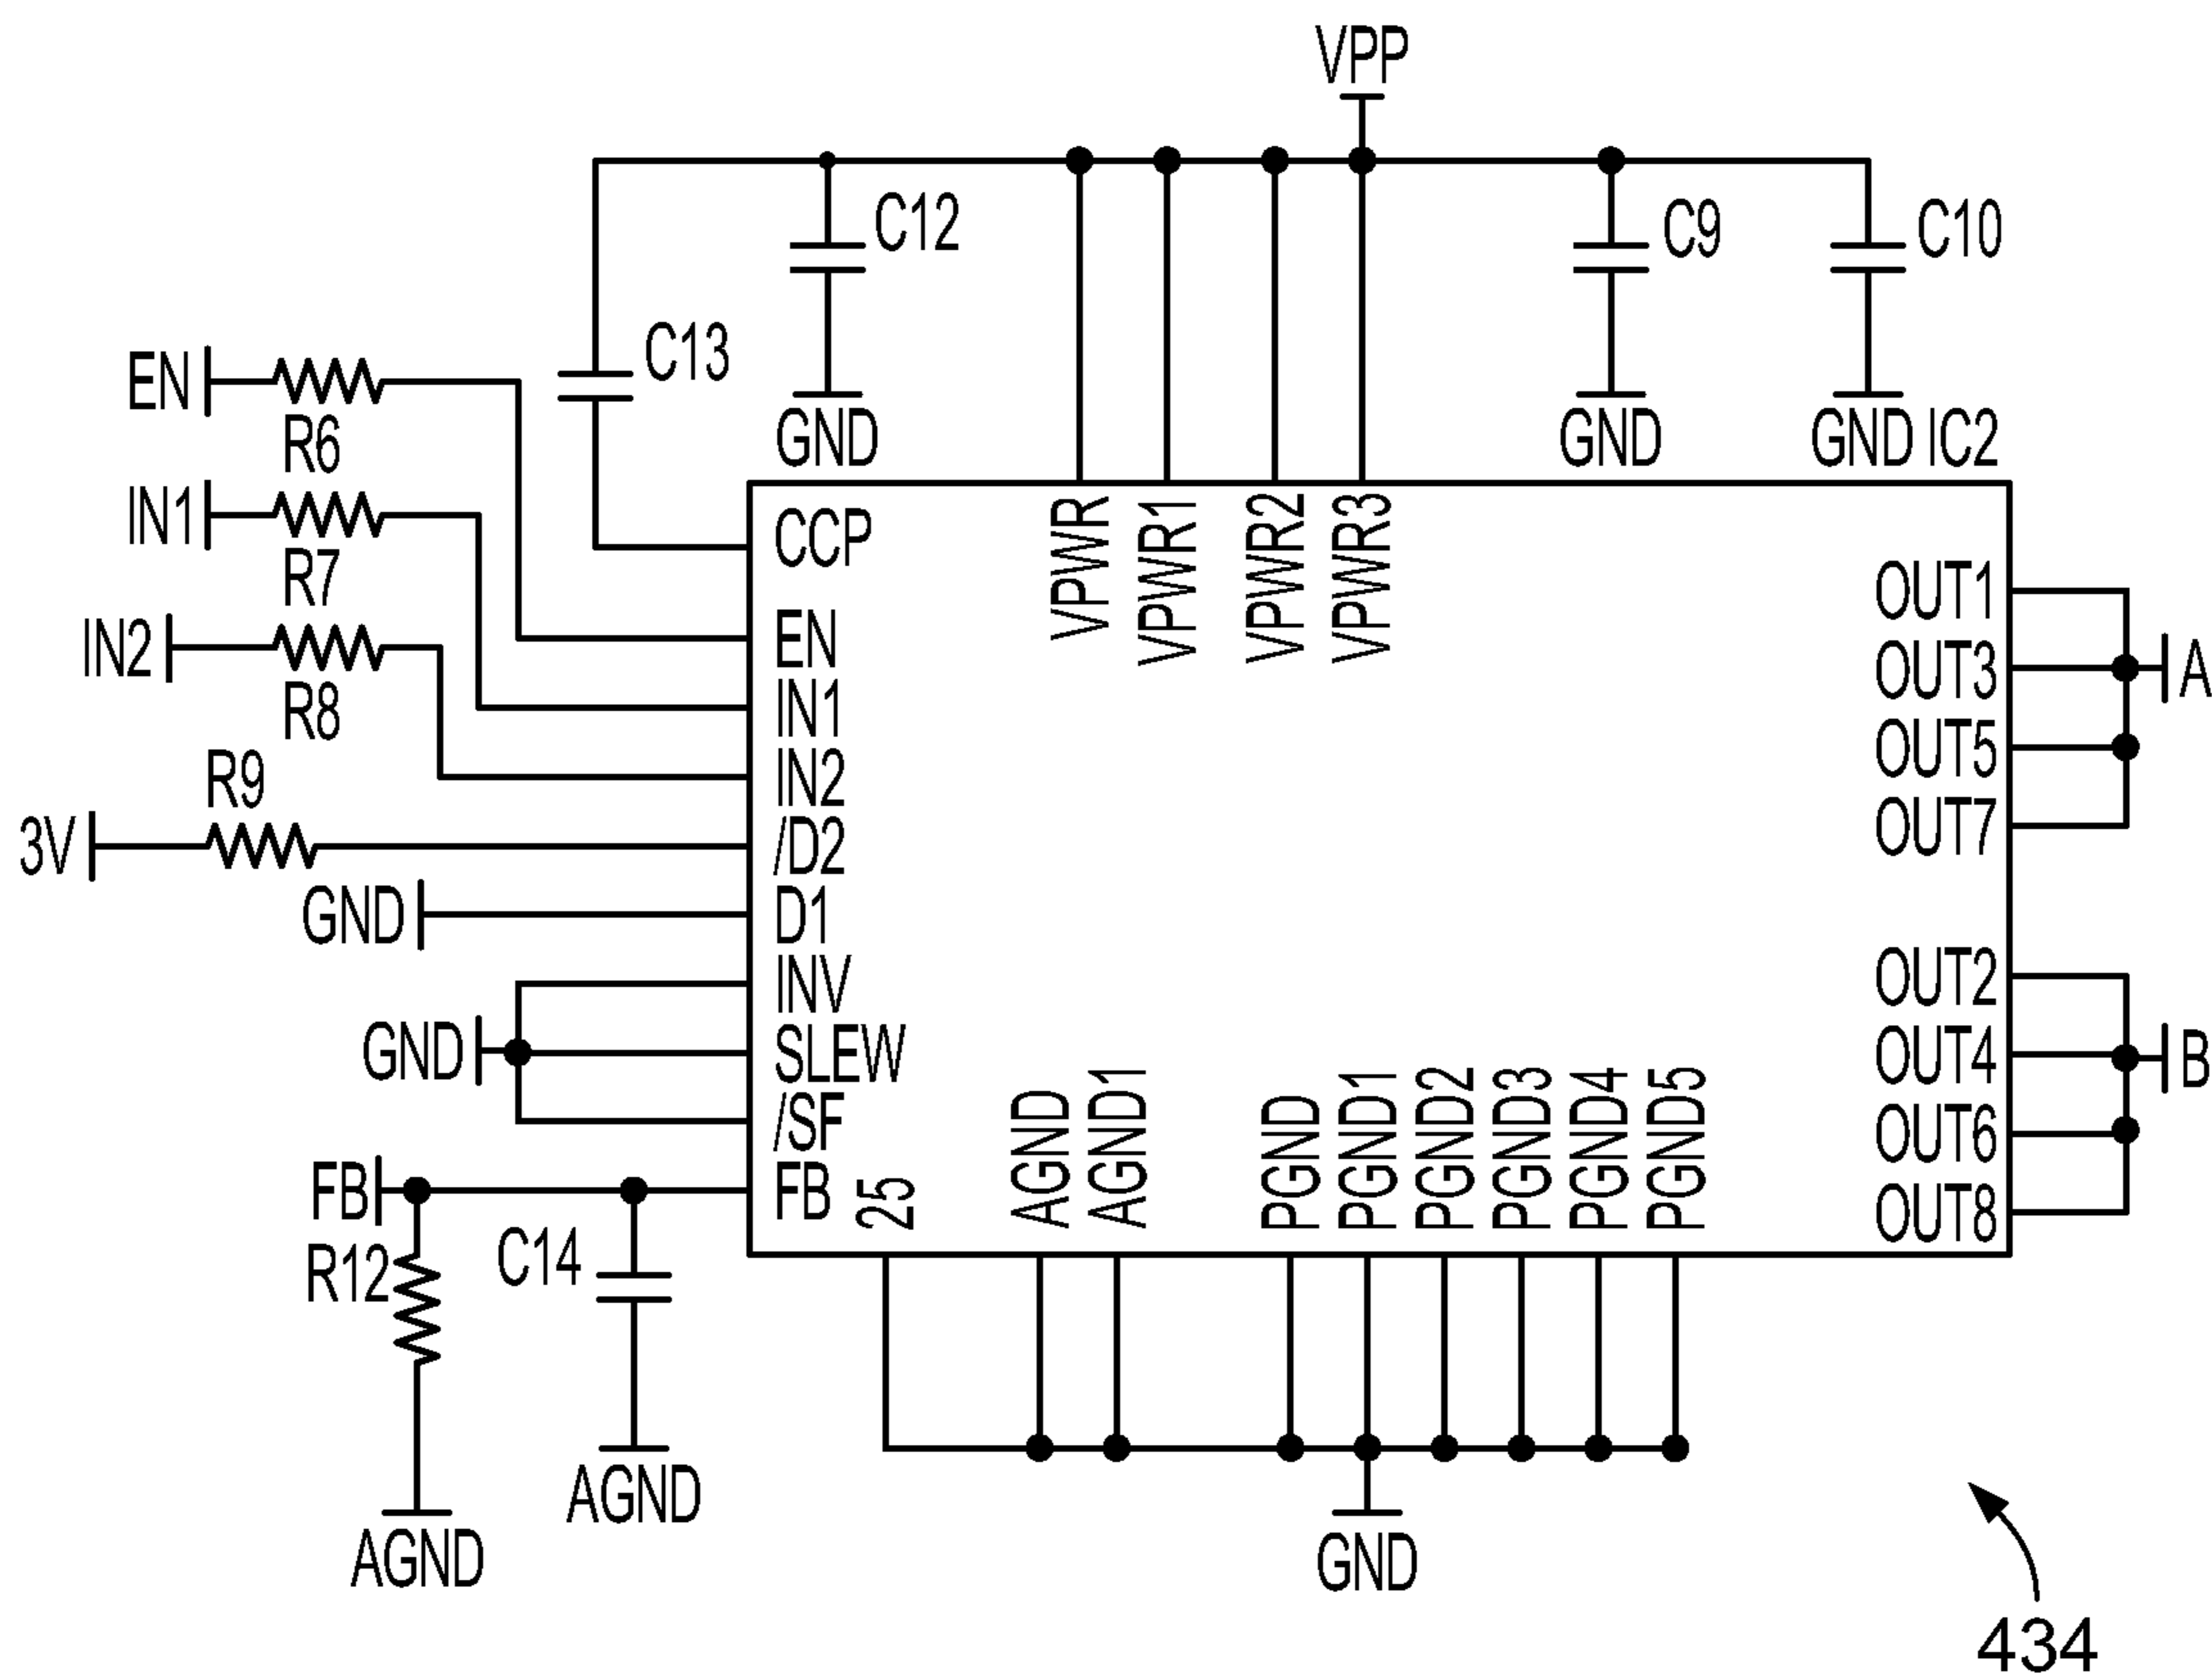 VPP
C12
C9
C10
C13
EN
R6
GND
GND
GND
IC2
IN1
R7
IN2
R8
R9
3V
GND
GND
FB
R12
C14
AGND
AGND
CCP
EN
IN1
IN2
/D2
D1
INV
SLEW
/SF
FB
VPWR
VPWR1
VPWR2
VPWR3
OUT1
OUT3
OUT5
OUT7
A
OUT2
OUT4
OUT6
OUT8
B
25
AGND
AGND1
PGND
PGND1
PGND2
PGND3
PGND4
PGND5
GND
434